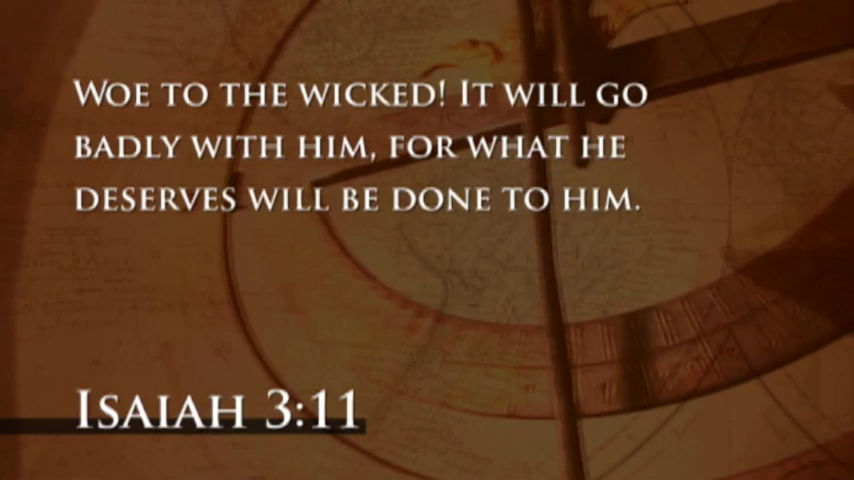 Woe to the wicked! It will go
badly with him, for what he
deserves will be done to him.
Isaiah 3:11